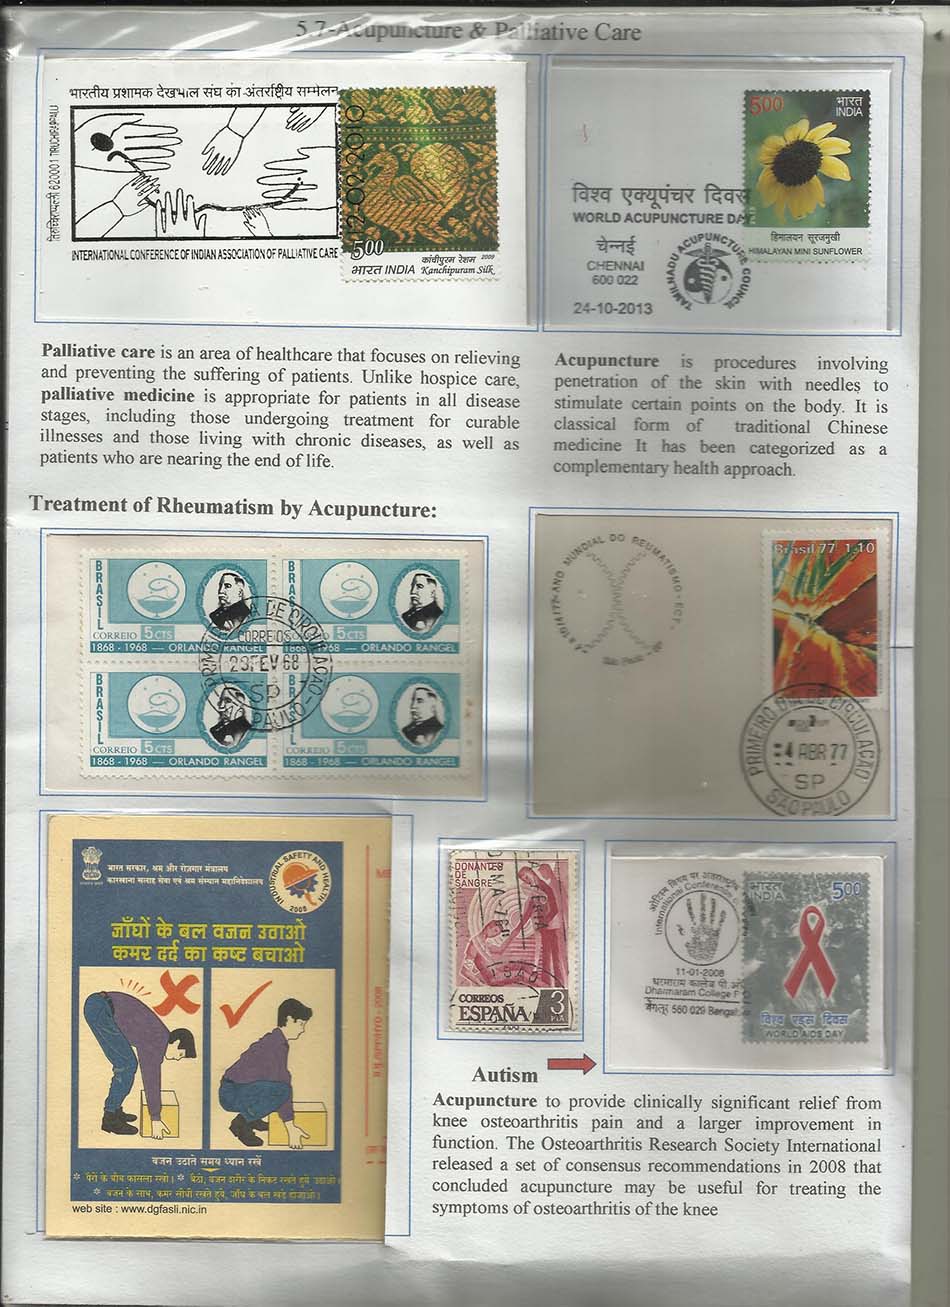 5.7-Acupuncture & Palliative Care
भारतीय प्रशामक देखभाल संघ का अंतर्राष्ट्रीय सम्मेलन
620001 TIRUCHIRAPPALLI
12-02-2010
INTERNATIONAL CONFERENCE OF INDIAN ASSOCIATION OF PALLIATIVE CARE
500
भारत INDIA
कांचीपुरम रेशम 2009
Kanchipuram Silk
500
भारत
INDIA
हिमालयन सूरजमुखी
HIMALAYAN MINI SUNFLOWER
विश्व एक्यूपंचर दिवस
WORLD ACUPUNCTURE DAY
चेन्नई
CHENNAI
600 022
24-10-2013
TAMILNADU ACUPUNCTURE COUNCIL
Palliative care is an area of healthcare that focuses on relieving
and preventing the suffering of patients. Unlike hospice care,
palliative medicine is appropriate for patients in all disease
stages, including those undergoing treatment for curable
illnesses and those living with chronic diseases, as well as
patients who are nearing the end of life.
Acupuncture is procedures involving
penetration of the skin with needles to
stimulate certain points on the body. It is
classical form of traditional Chinese
medicine It has been categorized as a
complementary health approach.
Treatment of Rheumatism by Acupuncture:
BRASIL
CORREIO 5 CTS
1868 - 1968 — ORLANDO RANGEL
BRASIL
CORREIO 5 CTS
1868 - 1968 — ORLANDO RANGEL
BRASIL
CORREIO 5 CTS
1868 - 1968 — ORLANDO RANGEL
BRASIL
CORREIO 5 CTS
1868 - 1968 — ORLANDO RANGEL
PRIMEIRO DIA DE CIRCULAÇÃO
CORREIOS
29 FEV 68
SP
SÃO PAULO
ANO MUNDIAL DO REUMATISMO - ECT
São Paulo - SP
Brasil 77 1,10
PRIMEIRO DIA DE CIRCULAÇÃO
4 ABR 77
SP
SÃO PAULO
भारत सरकार, श्रम और रोज़गार मंत्रालय
कारखाना सलाह सेवा एवं श्रम संस्थान महानिदेशालय
INDUSTRIAL SAFETY AND HEALTH
2008
जाँघों के बल वजन उठाओ
कमर दर्द का कष्ट बचाओ
वजन उठाते समय ध्यान रखें
* पैरों के बीच फासला रखो। * बैठो, वजन शरीर के निकट रखते हुये उठाओ।
* वजन के साथ, कमर सीधी रखते हुये, जाँघ के बल खड़े होजाओ।
web site : www.dgfasli.nic.in
DONANTES
DE
SANGRE
CORREOS
ESPAÑA 3
PTA
International Conference
11-01-2008
धरमाराम कालेज पी.ओ
Dharmaram College P
बेंगलूर 560 029 Bengal
भारत
INDIA
500
विश्व एड्स दिवस
WORLD AIDS DAY
Autism
Acupuncture to provide clinically significant relief from
knee osteoarthritis pain and a larger improvement in
function. The Osteoarthritis Research Society International
released a set of consensus recommendations in 2008 that
concluded acupuncture may be useful for treating the
symptoms of osteoarthritis of the knee